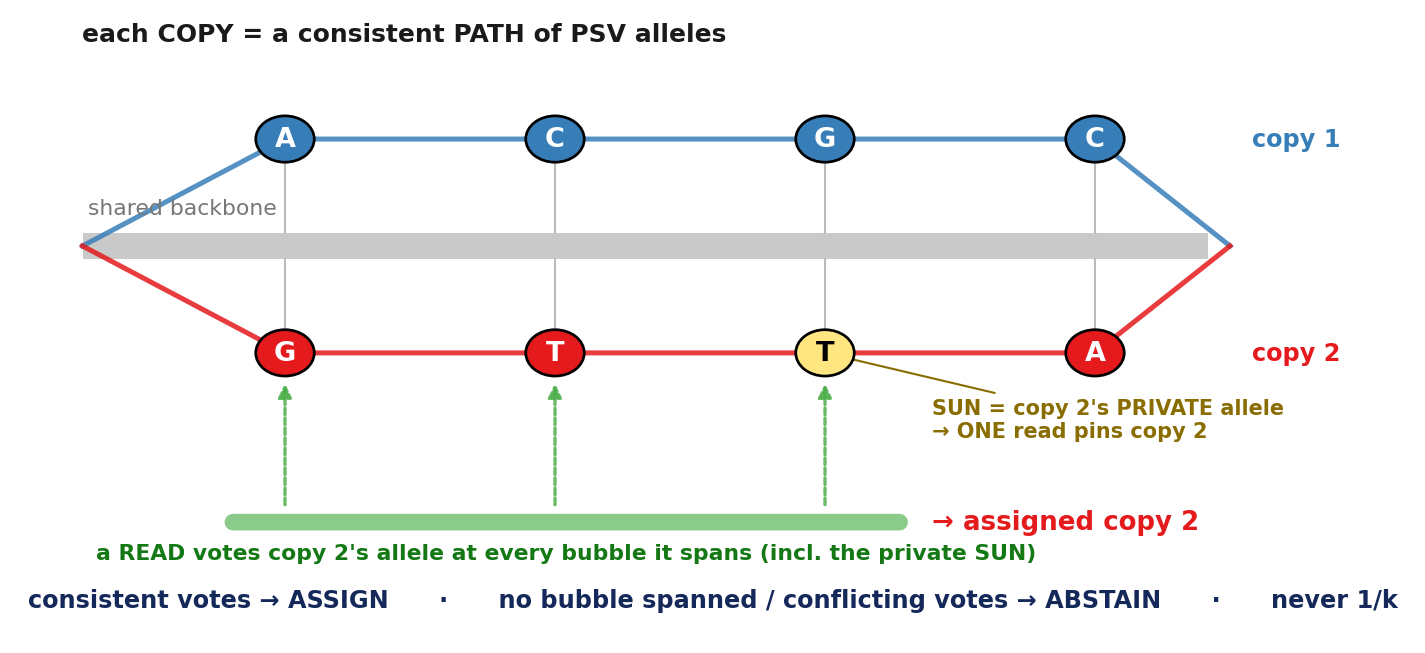 each COPY = a consistent PATH of PSV alleles
A C G C copy 1
shared backbone
G T T A copy 2
SUN = copy 2's PRIVATE allele
→ ONE read pins copy 2
→ assigned copy 2
a READ votes copy 2's allele at every bubble it spans (incl. the private SUN)
consistent votes → ASSIGN · no bubble spanned / conflicting votes → ABSTAIN · never 1/k